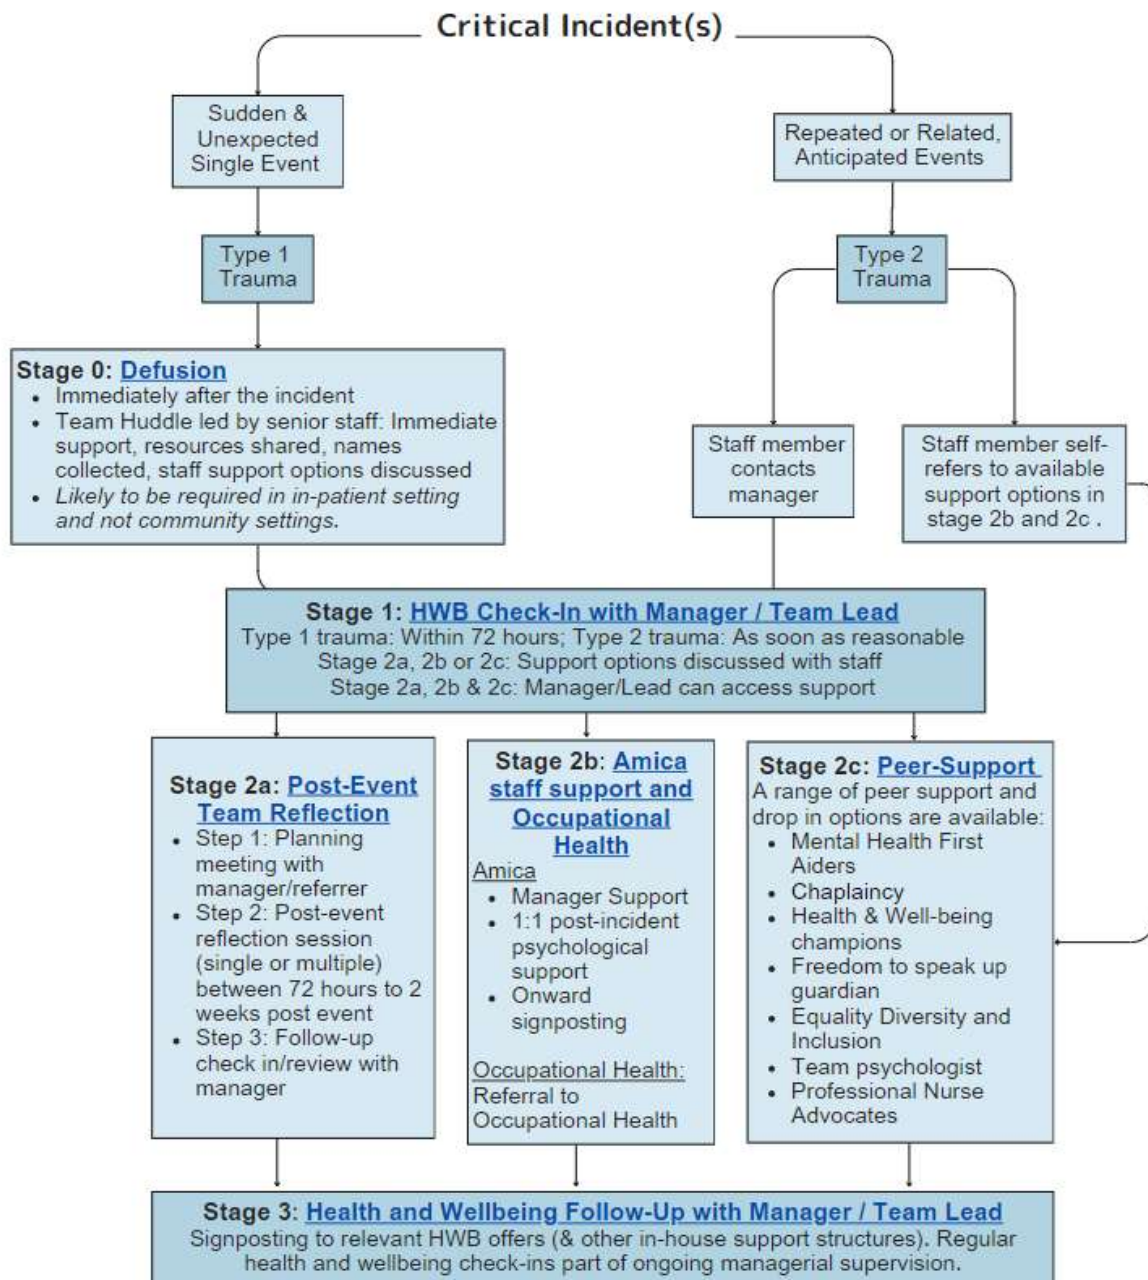 Critical Incident(s)
Sudden &
Unexpected
Single Event
Repeated or Related,
Anticipated Events
Type 1
Trauma
Type 2
Trauma
Stage 0: Defusion
• Immediately after the incident
• Team Huddle led by senior staff: Immediate
support, resources shared, names
collected, staff support options discussed
• Likely to be required in in-patient setting
and not community settings.
Staff member
contacts
manager
Staff member self-
refers to available
support options in
stage 2b and 2c .
Stage 1: HWB Check-In with Manager / Team Lead
Type 1 trauma: Within 72 hours; Type 2 trauma: As soon as reasonable
Stage 2a, 2b or 2c: Support options discussed with staff
Stage 2a, 2b & 2c: Manager/Lead can access support
Stage 2a: Post-Event
Team Reflection
• Step 1: Planning
meeting with
manager/referrer
• Step 2: Post-event
reflection session
(single or multiple)
between 72 hours to 2
weeks post event
• Step 3: Follow-up
check in/review with
manager
Stage 2b: Amica
staff support and
Occupational
Health
Amica
• Manager Support
• 1:1 post-incident
psychological
support
• Onward
signposting
Occupational Health:
Referral to
Occupational Health
Stage 2c: Peer-Support
A range of peer support and
drop in options are available:
• Mental Health First
Aiders
• Chaplaincy
• Health & Well-being
champions
• Freedom to speak up
guardian
• Equality Diversity and
Inclusion
• Team psychologist
• Professional Nurse
Advocates
Stage 3: Health and Wellbeing Follow-Up with Manager / Team Lead
Signposting to relevant HWB offers (& other in-house support structures). Regular
health and wellbeing check-ins part of ongoing managerial supervision.